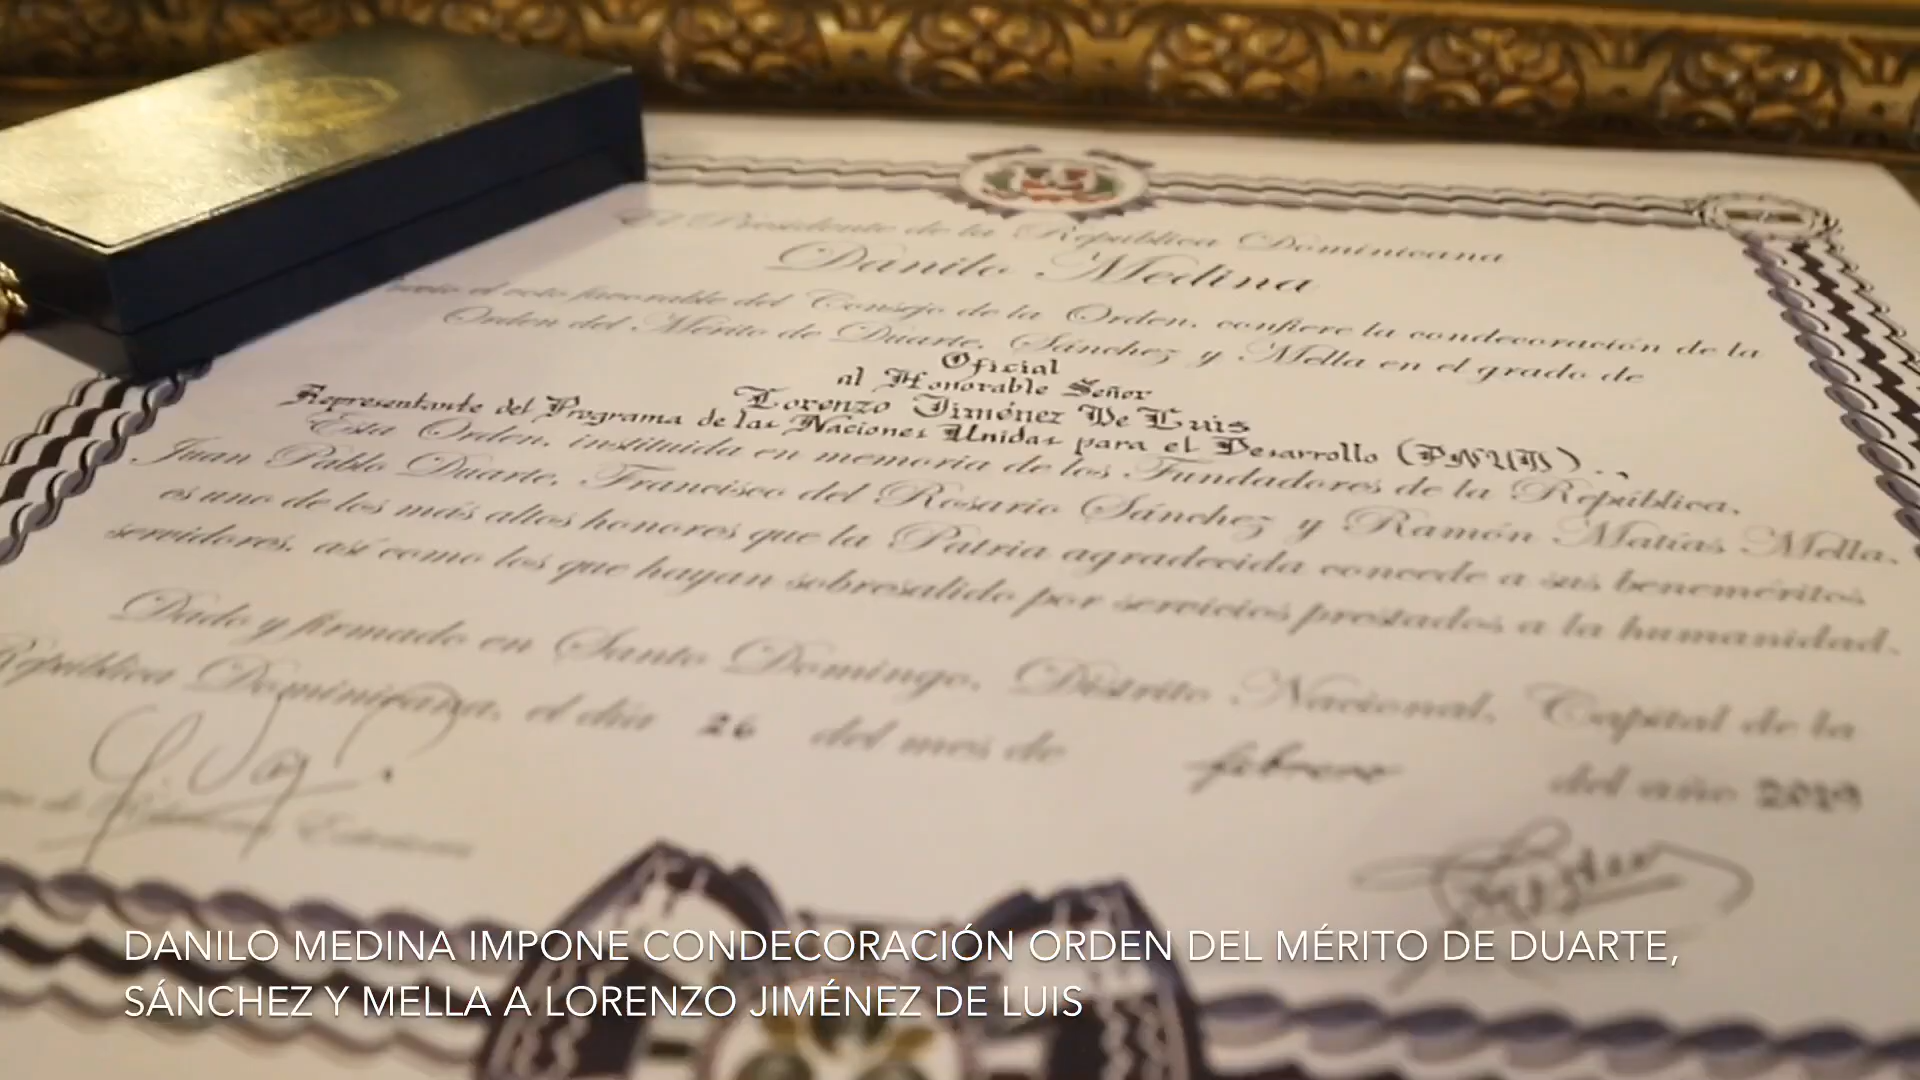 El Presidente de la República Dominicana
Danilo Medina
previo el voto favorable del Consejo de la Orden, confiere la condecoración de la
Orden del Mérito de Duarte, Sánchez y Mella en el grado de
Oficial
al Honorable Señor
Lorenzo Jiménez De Luis
Representante del Programa de las Naciones Unidas para el Desarrollo (PNUD)..,
Esta Orden, instituida en memoria de los Fundadores de la República,
Juan Pablo Duarte, Francisco del Rosario Sánchez y Ramón Matías Mella,
es uno de los más altos honores que la Patria agradecida concede a sus beneméritos
servidores, así como los que hayan sobresalido por servicios prestados a la humanidad.
Dado y firmado en Santo Domingo, Distrito Nacional, Capital de la
República Dominicana, el día 26 del mes de febrero del año 2019
de Relaciones Exteriores
DANILO MEDINA IMPONE CONDECORACIÓN ORDEN DEL MÉRITO DE DUARTE,
SÁNCHEZ Y MELLA A LORENZO JIMÉNEZ DE LUIS